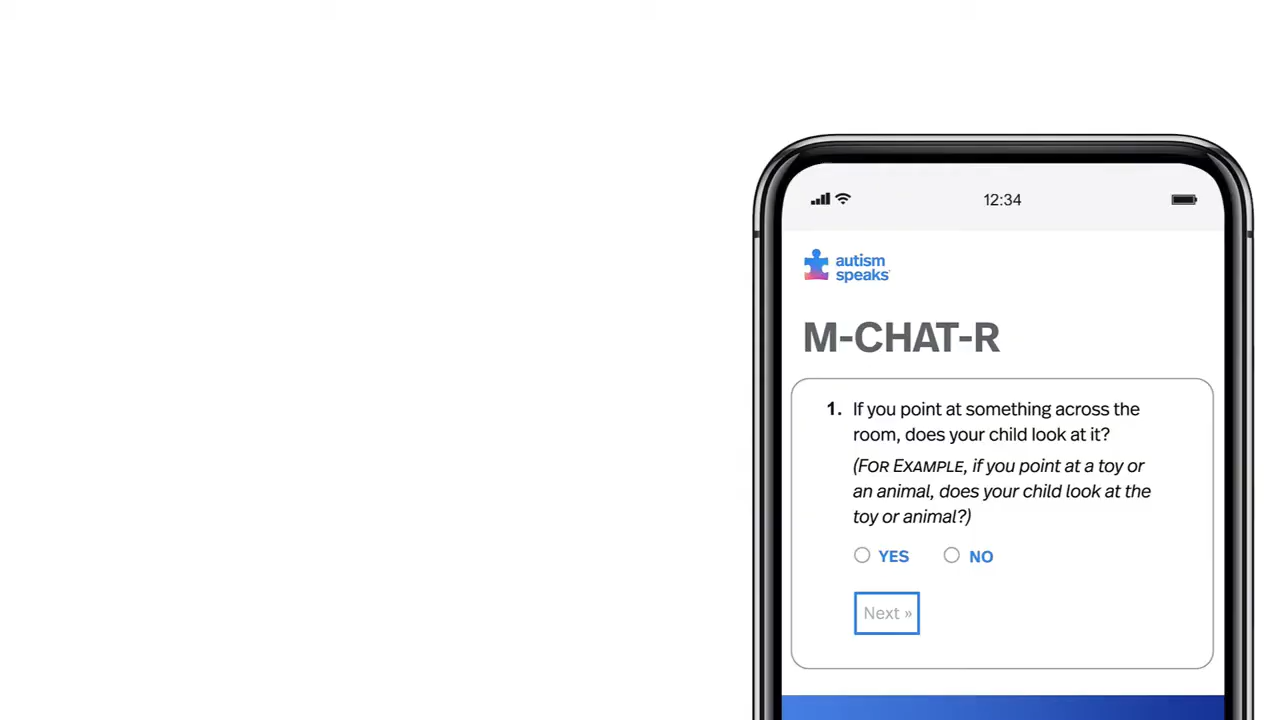 12:34
autism
speaks
M-CHAT-R
1. If you point at something across the
room, does your child look at it?
(FOR EXAMPLE, if you point at a toy or
an animal, does your child look at the
toy or animal?)
YES NO
Next »